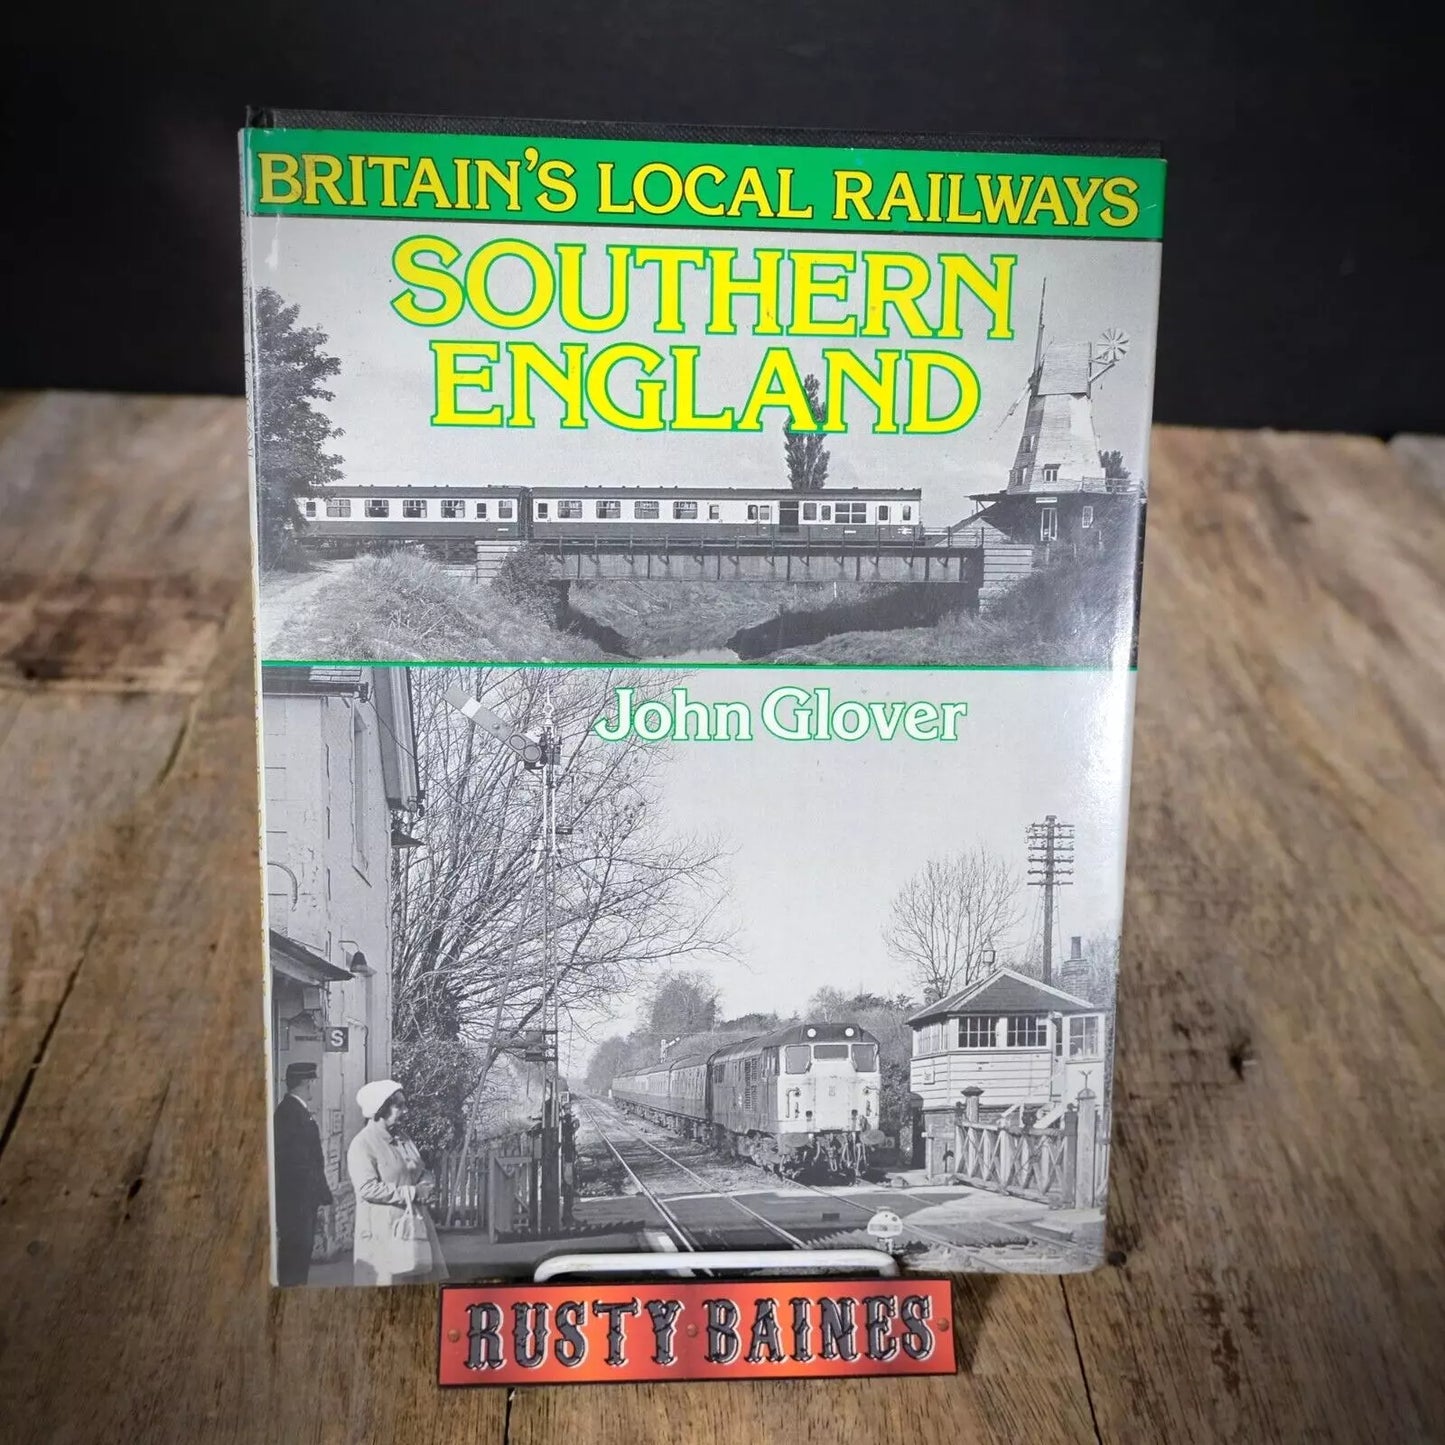 BRITAIN'S LOCAL RAILWAYS
SOUTHERN
ENGLAND
John Glover
S
RUSTY BAINES